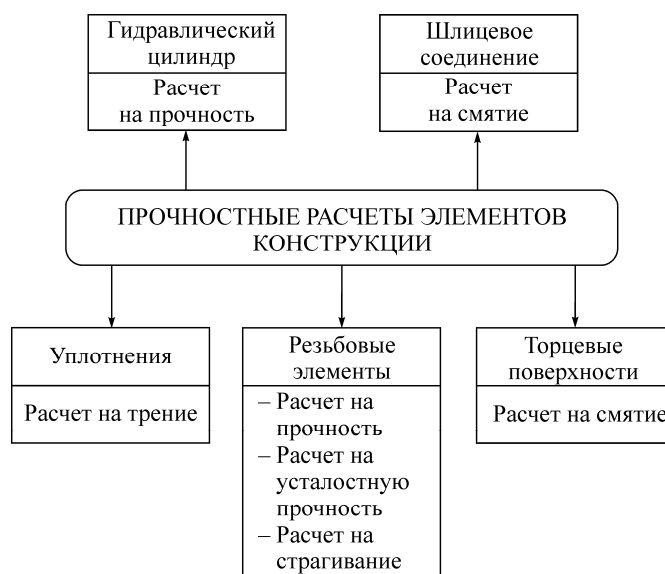 Гидравлический
цилиндр
Расчет
на прочность
Шлицевое
соединение
Расчет
на смятие
ПРОЧНОСТНЫЕ РАСЧЕТЫ ЭЛЕМЕНТОВ
КОНСТРУКЦИИ
Уплотнения
Расчет на трение
Резьбовые
элементы
– Расчет на
прочность
– Расчет на
усталостную
прочность
– Расчет на
страгивание
Торцевые
поверхности
Расчет на смятие